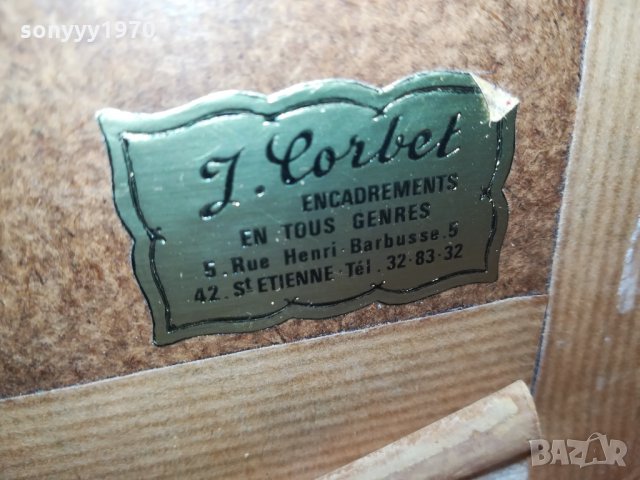 sonyyy1970
J. Corbet
ENCADREMENTS
EN TOUS GENRES
5. Rue Henri-Barbusse. 5
42. St ETIENNE-Tél. 32-83-32
BAZAR